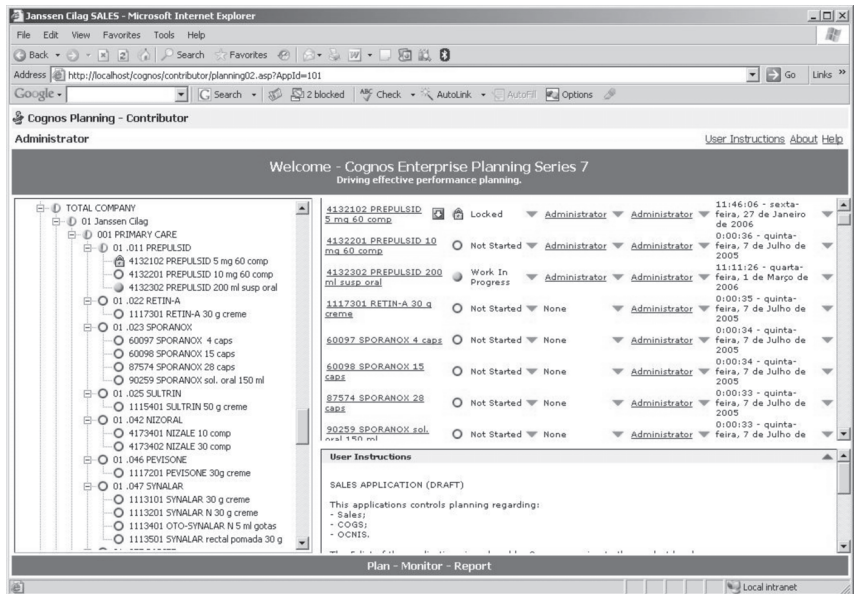 Janssen Cilag SALES - Microsoft Internet Explorer
File Edit View Favorites Tools Help
Back Search Favorites
Address http://localhost/cognos/contributor/planning02.asp?AppId=101 Go Links »
Google Search 2 blocked Check AutoLink AutoFill Options
Cognos Planning - Contributor
Administrator User Instructions About Help
Welcome - Cognos Enterprise Planning Series 7
Driving effective performance planning.
TOTAL COMPANY
01 Janssen Cilag
001 PRIMARY CARE
01 .011 PREPULSID
4132102 PREPULSID 5 mg 60 comp
4132201 PREPULSID 10 mg 60 comp
4132302 PREPULSID 200 ml susp oral
01 .022 RETIN-A
1117301 RETIN-A 30 g creme
01 .023 SPORANOX
60097 SPORANOX 4 caps
60098 SPORANOX 15 caps
87574 SPORANOX 28 caps
90259 SPORANOX sol. oral 150 ml
01 .025 SULTRIN
1115401 SULTRIN 50 g creme
01 .042 NIZORAL
4173401 NIZALE 10 comp
4173402 NIZALE 30 comp
01 .046 PEVISONE
1117201 PEVISONE 30g creme
01 .047 SYNALAR
1113101 SYNALAR 30 g creme
1113201 SYNALAR N 30 g creme
1113401 OTO-SYNALAR N 5 ml gotas
1113501 SYNALAR rectal pomada 30 g
4132102 PREPULSID
5 mg 60 comp
Locked Administrator Administrator
11:46:06 - sexta-
feira, 27 de Janeiro
de 2006
4132201 PREPULSID 10
mg 60 comp
Not Started Administrator Administrator
0:00:36 - quinta-
feira, 7 de Julho de
2005
4132302 PREPULSID 200
ml susp oral
Work In
Progress
Administrator Administrator
11:11:26 - quarta-
feira, 1 de Março de
2006
1117301 RETIN-A 30 g
creme
Not Started None Administrator
0:00:35 - quinta-
feira, 7 de Julho de
2005
60097 SPORANOX 4 caps
Not Started None Administrator
0:00:34 - quinta-
feira, 7 de Julho de
2005
60098 SPORANOX 15
caps
Not Started None Administrator
0:00:34 - quinta-
feira, 7 de Julho de
2005
87574 SPORANOX 28
caps
Not Started None Administrator
0:00:33 - quinta-
feira, 7 de Julho de
2005
90259 SPORANOX sol.
oral 150 ml
Not Started None Administrator
0:00:33 - quinta-
feira, 7 de Julho de
User Instructions
SALES APPLICATION (DRAFT)
This applications controls planning regarding:
- Sales;
- COGS;
- OCNIS.
Plan - Monitor - Report
Local intranet